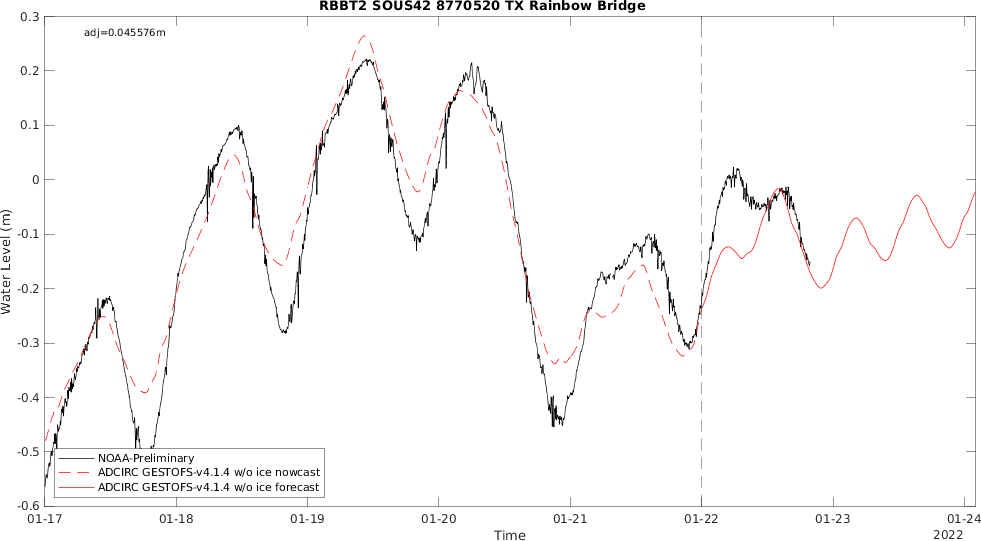 RBBT2 SOUS42 8770520 TX Rainbow Bridge
adj=0.045576m
0.3
0.2
0.1
0
-0.1
-0.2
-0.3
-0.4
-0.5
-0.6
Water Level (m)
NOAA-Preliminary
ADCIRC GESTOFS-v4.1.4 w/o ice nowcast
ADCIRC GESTOFS-v4.1.4 w/o ice forecast
01-17 01-18 01-19 01-20 01-21 01-22 01-23 01-24
Time
2022